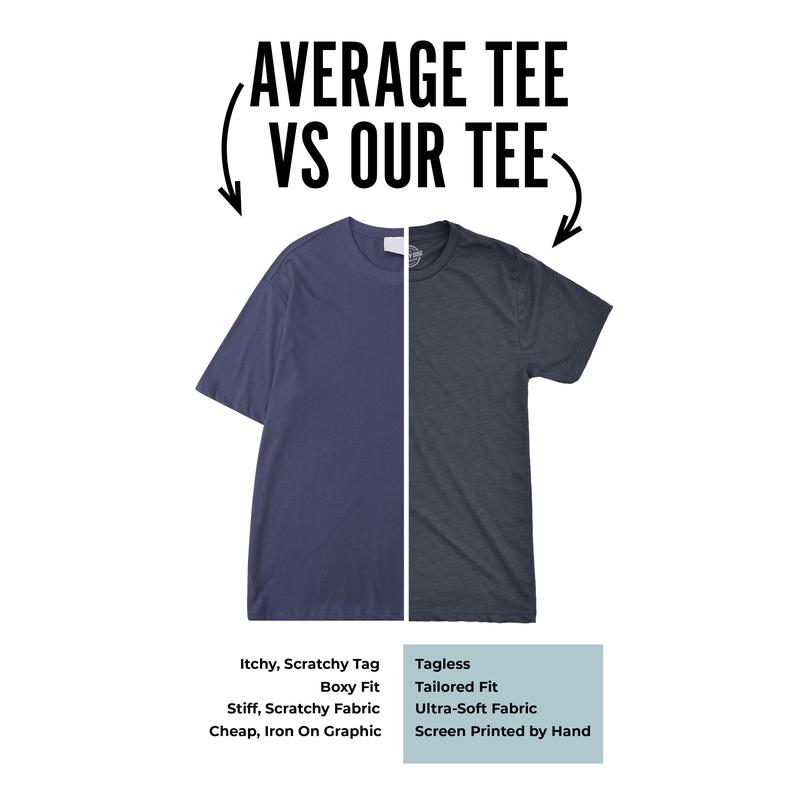 AVERAGE TEE
VS OUR TEE
Itchy, Scratchy Tag
Boxy Fit
Stiff, Scratchy Fabric
Cheap, Iron On Graphic
Tagless
Tailored Fit
Ultra-Soft Fabric
Screen Printed by Hand